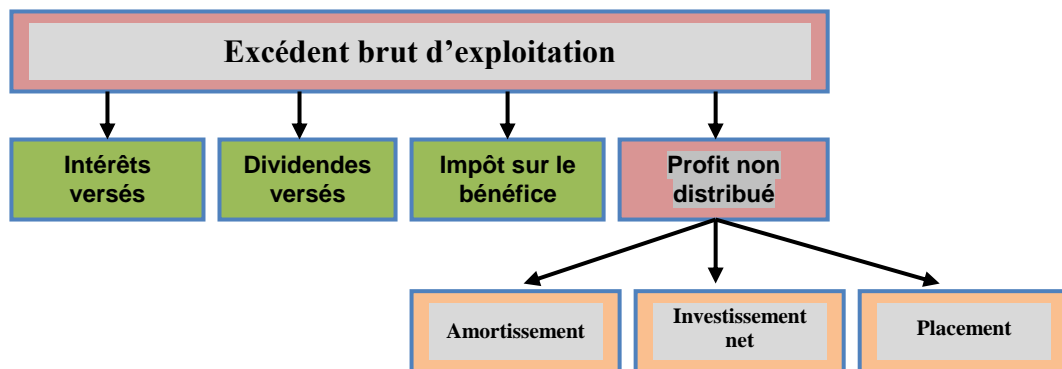 Excédent brut d’exploitation
Intérêts
versés
Dividendes
versés
Impôt sur le
bénéfice
Profit non
distribué
Amortissement
Investissement
net
Placement